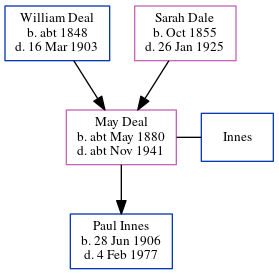 William Deal
b. abt 1848
d. 16 Mar 1903
Sarah Dale
b. Oct 1855
d. 26 Jan 1925
May Deal
b. abt May 1880
d. abt Nov 1941
Innes
Paul Innes
b. 28 Jun 1906
d. 4 Feb 1977